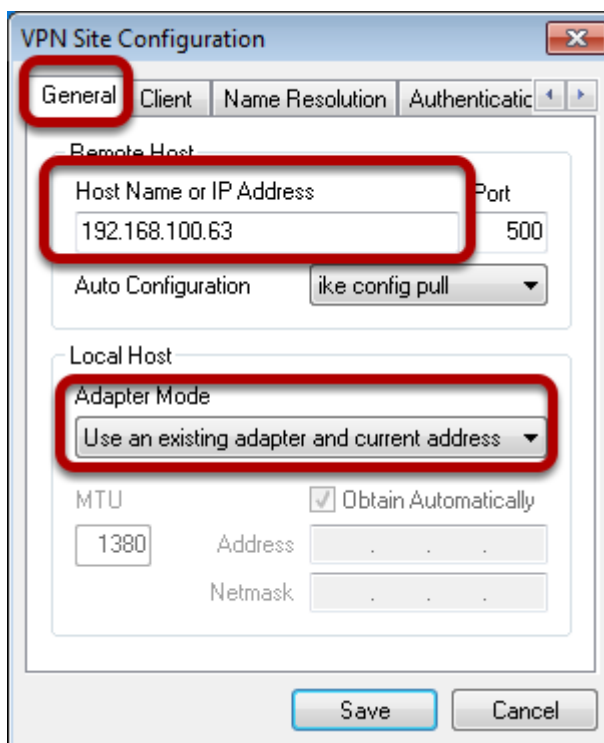 VPN Site Configuration
General Client Name Resolution Authenticatic
Remote Host
Host Name or IP Address Port
192.168.100.63 500
Auto Configuration ike config pull
Local Host
Adapter Mode
Use an existing adapter and current address
MTU Obtain Automatically
1380 Address . . .
Netmask . . .
Save Cancel